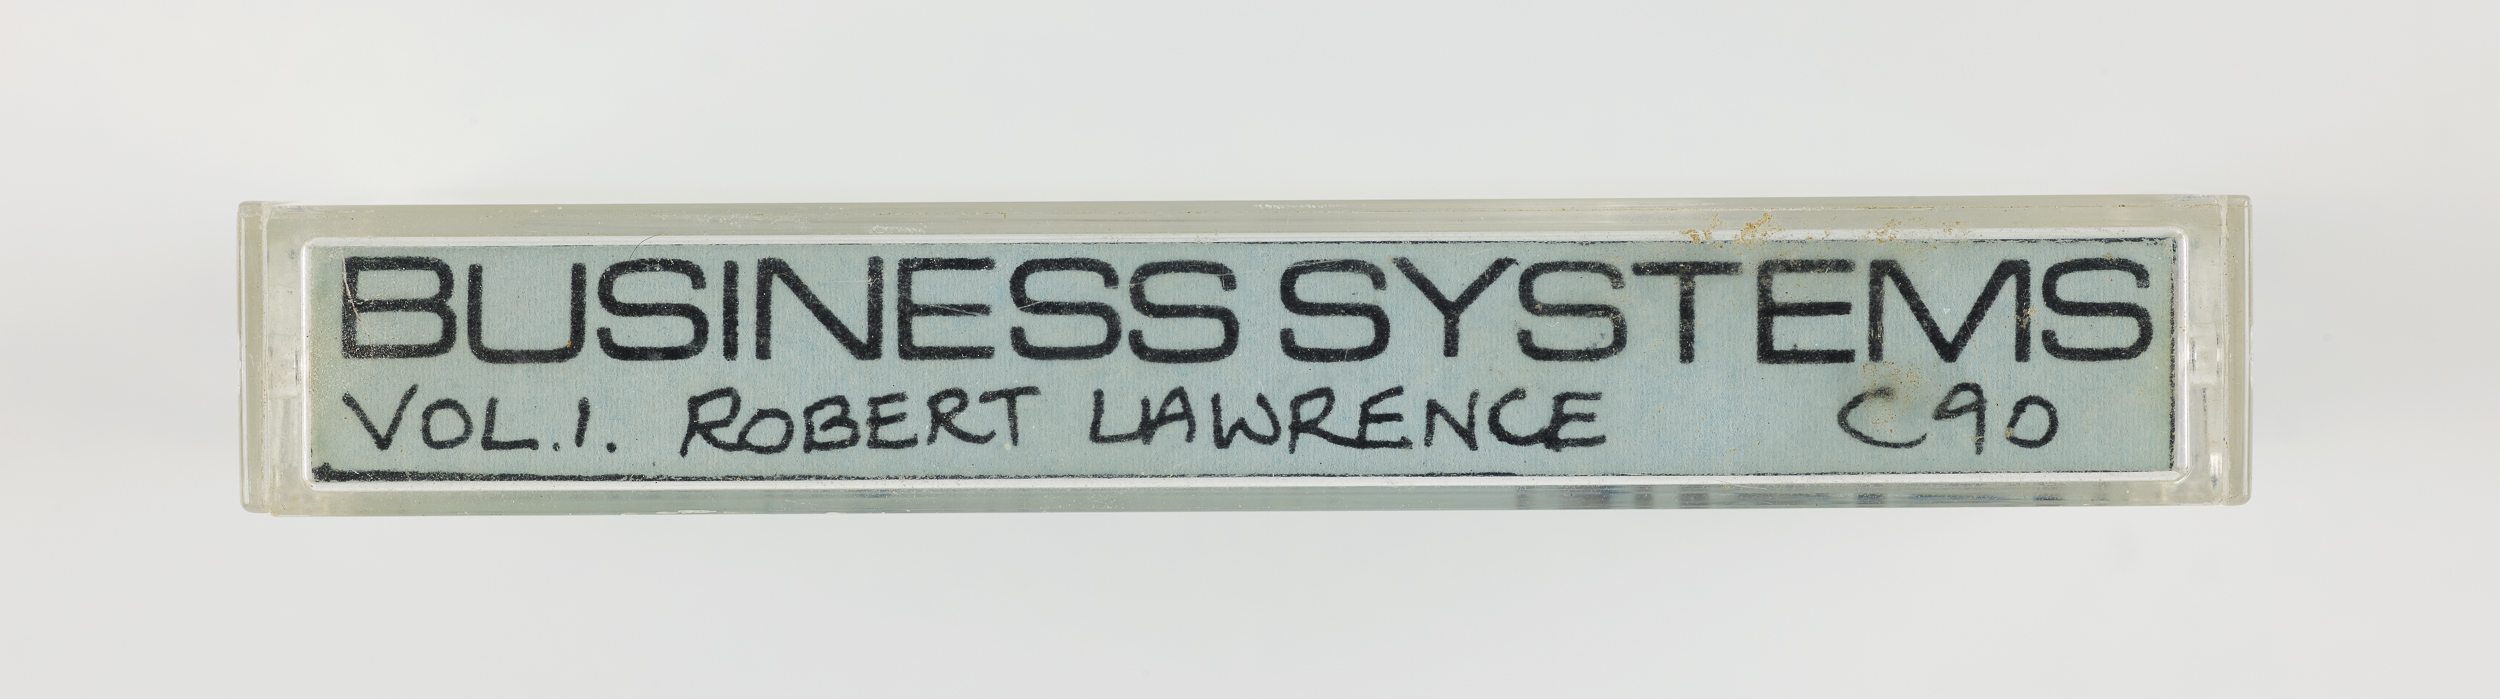 BUSINESS SYSTEMS
VOL.1. ROBERT LAWRENCE C90